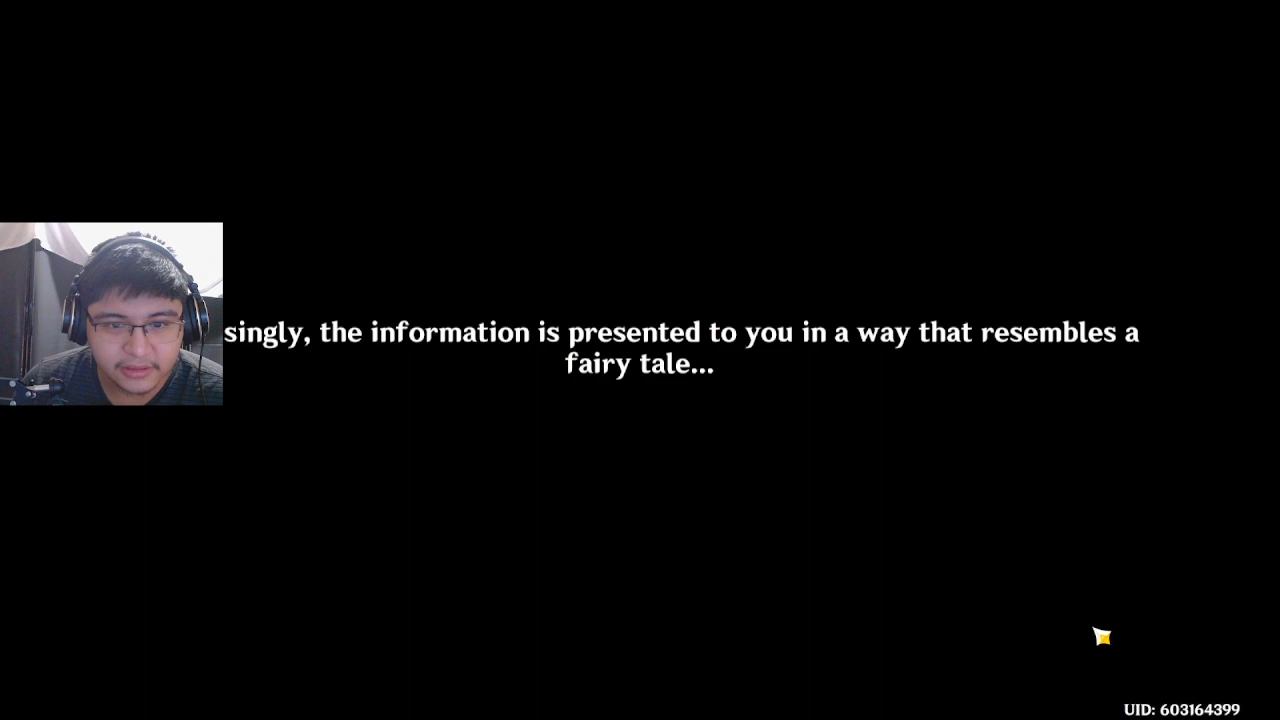 singly, the information is presented to you in a way that resembles a
fairy tale...
UID: 603164399